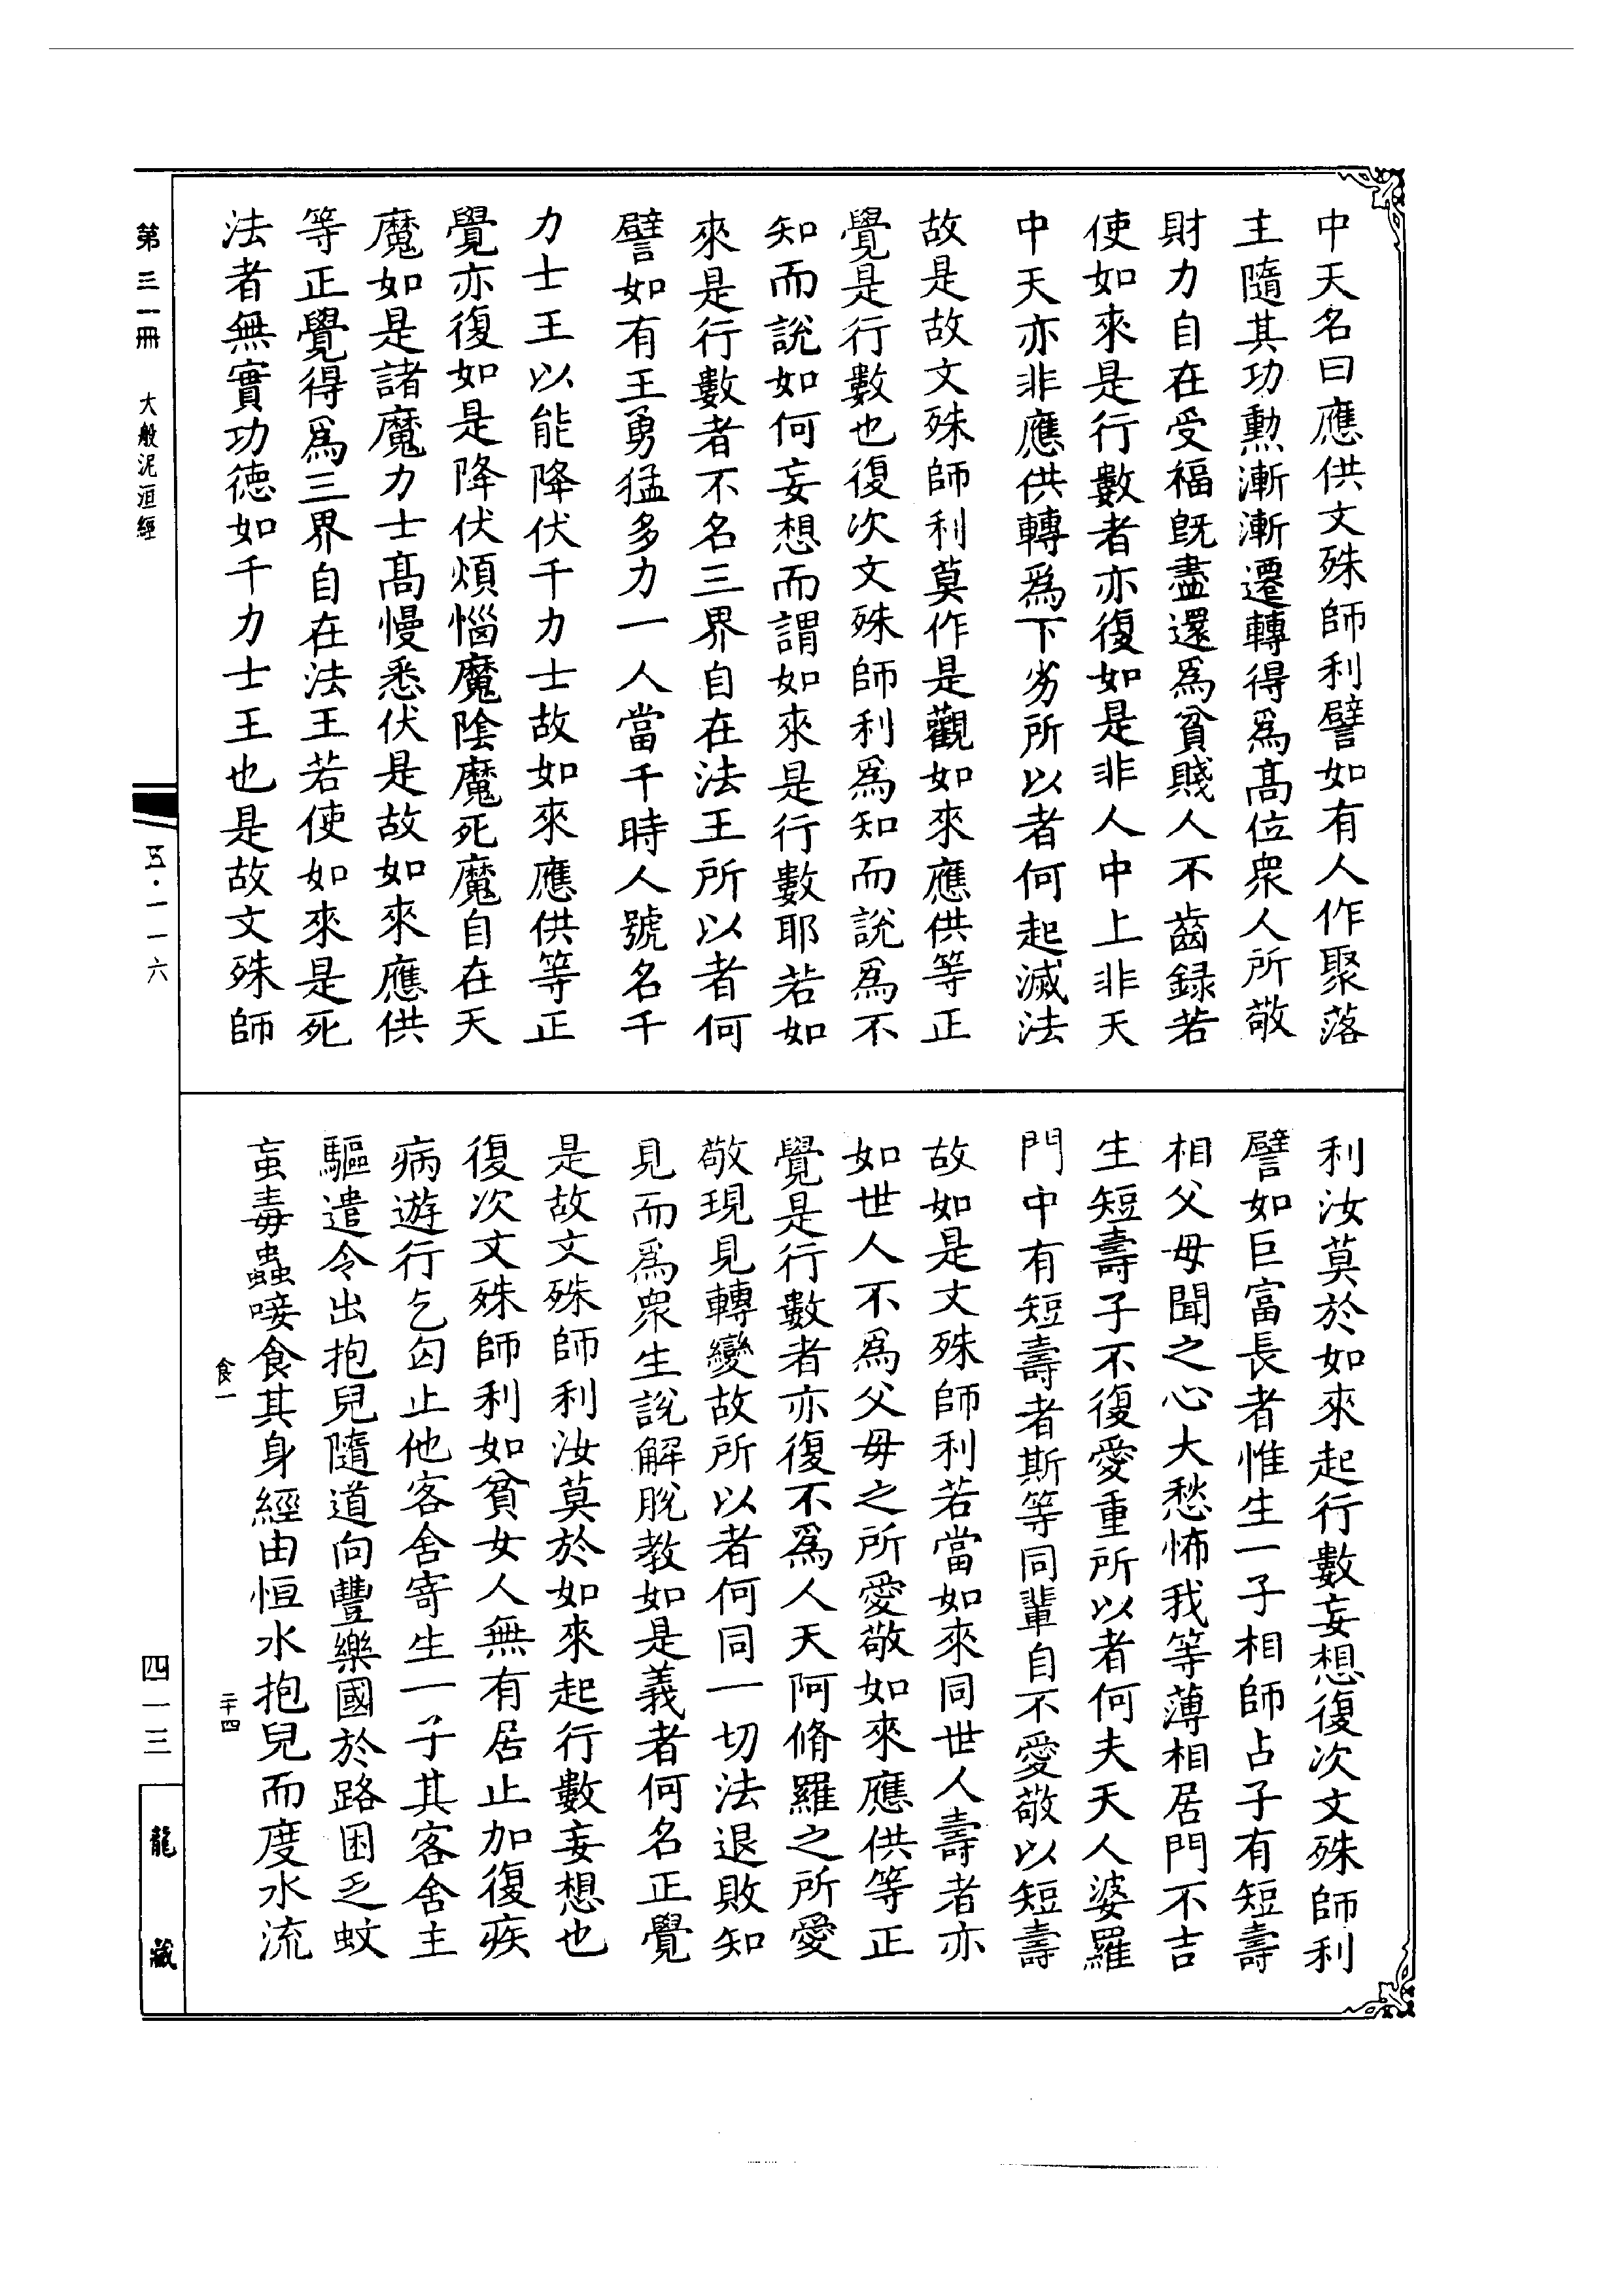 中天名曰應供文殊師利譬如有人作聚落
主隨其功勲漸漸遷轉得爲髙位衆人所敬
財力自在受福旣盡還爲貧賤人不齒録若
使如來是行數者亦復如是非人中上非天
中天亦非應供轉爲下劣所以者何起滅法
故是故文殊師利莫作是觀如來應供等正
覺是行數也復次文殊師利爲知而說爲不
知而說如何妄想而謂如來是行數耶若如
來是行數者不名三界自在法王所以者何
譬如有王勇猛多力一人當千時人號名千
力士王以能降伏千力士故如來應供等正
覺亦復如是降伏煩惱魔陰魔死魔自在天
魔如是諸魔力士髙慢悉伏是故如來應供
等正覺得爲三界自在法王若使如來是死
法者無實功德如千力士王也是故文殊師
利汝莫於如來起行數妄想復次文殊師利
譬如巨富長者惟生一子相師占子有短壽
相父母聞之心大愁怖我等薄相居門不吉
生短壽子不復愛重所以者何夫天人婆羅
門中有短壽者斯等同輩自不愛敬以短壽
故如是文殊師利若當如來同世人壽者亦
如世人不爲父母之所愛敬如來應供等正
覺是行數者亦復不爲人天阿脩羅之所愛
敬現見轉變故所以者何同一切法退敗知
見而爲衆生說解脫教如是義者何名正覺
是故文殊師利汝莫於如來起行數妄想也
復次文殊師利如貧女人無有居止加復疾
病遊行乞匃止他客舍寄生一子其客舍主
驅遣令出抱兒隨道向豐樂國於路困乏蚊
䖟毒蟲唼食其身經由恒水抱兒而度水流
食一
二十四
第三一冊
大般泥洹經
五·一一六
四一三
龍藏